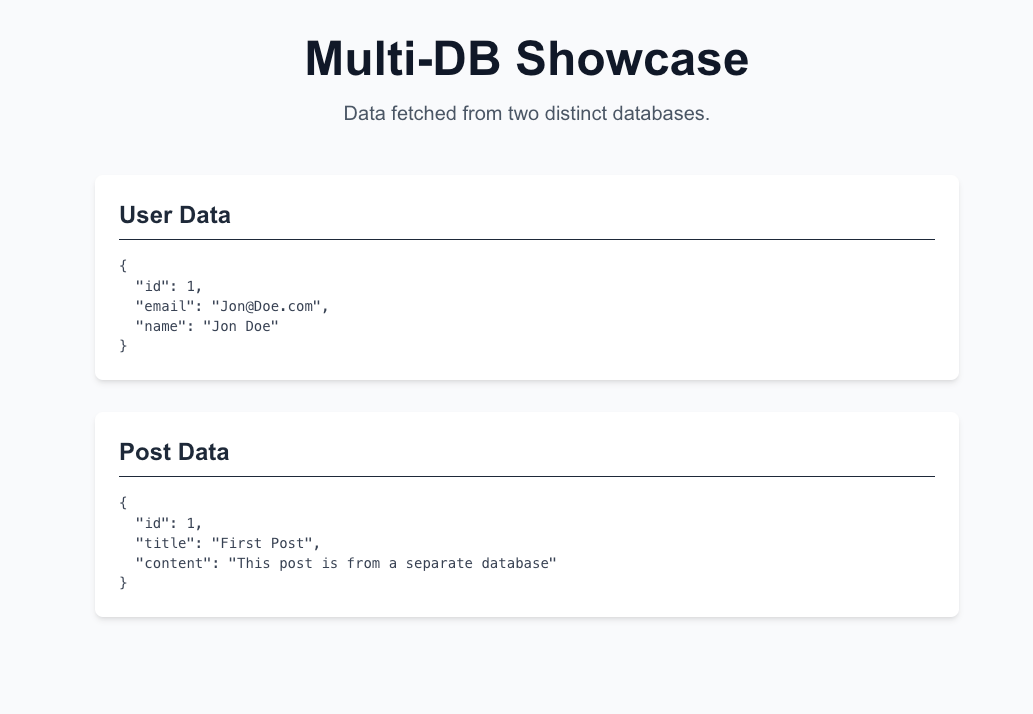 Multi-DB Showcase
Data fetched from two distinct databases.
User Data
{
  "id": 1,
  "email": "Jon@Doe.com",
  "name": "Jon Doe"
}
Post Data
{
  "id": 1,
  "title": "First Post",
  "content": "This post is from a separate database"
}